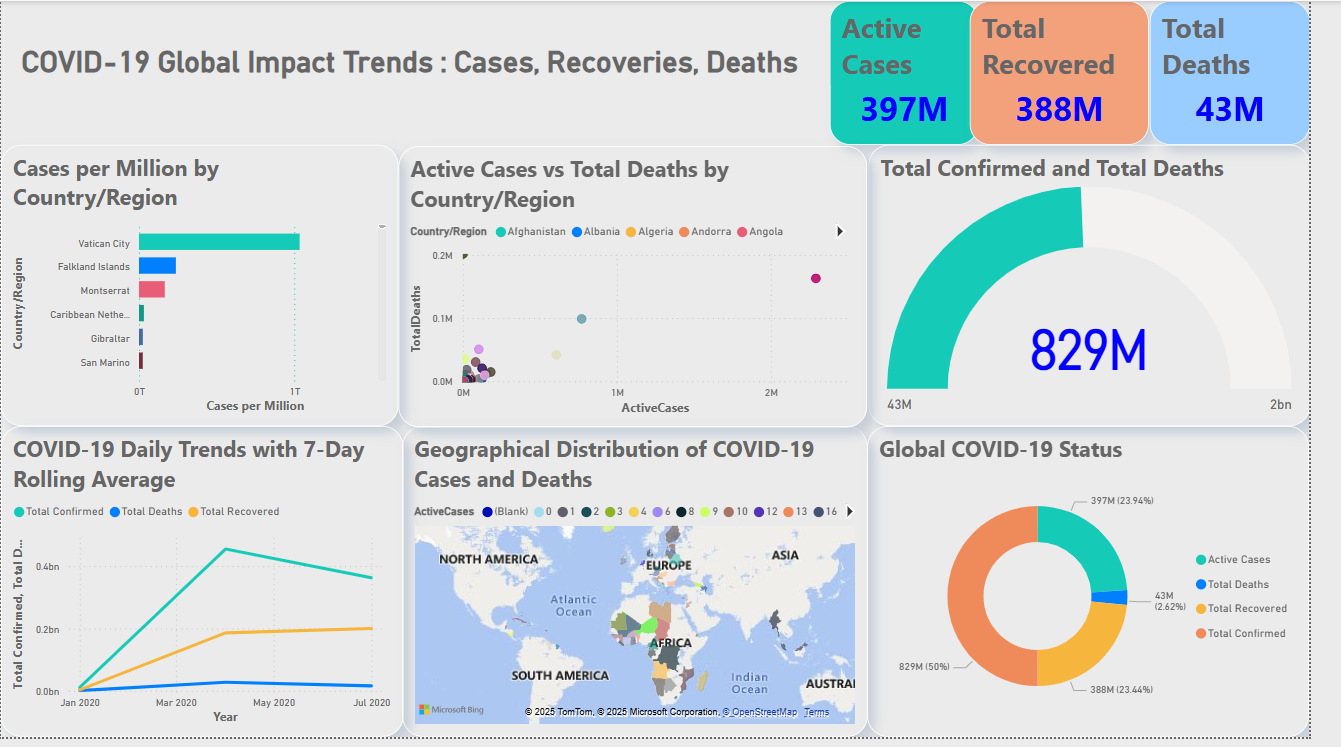 COVID-19 Global Impact Trends : Cases, Recoveries, Deaths
Active
Cases
397M
Total
Recovered
388M
Total
Deaths
43M
Cases per Million by
Country/Region
Country/Region
Vatican City
Falkland Islands
Montserrat
Caribbean Nethe...
Gibraltar
San Marino
0T
1T
Cases per Million
Active Cases vs Total Deaths by
Country/Region
Country/Region Afghanistan Albania Algeria Andorra Angola
TotalDeaths
0.2M
0.1M
0.0M
0M
1M
2M
ActiveCases
Total Confirmed and Total Deaths
829M
43M
2bn
COVID-19 Daily Trends with 7-Day
Rolling Average
Total Confirmed Total Deaths Total Recovered
Total Confirmed, Total D...
0.4bn
0.2bn
0.0bn
Jan 2020
Mar 2020
May 2020
Jul 2020
Year
Geographical Distribution of COVID-19
Cases and Deaths
ActiveCases (Blank) 0 1 2 3 4 6 8 9 10 12 13 16
NORTH AMERICA
EUROPE
ASIA
Atlantic
Ocean
AFRICA
SOUTH AMERICA
Indian
Ocean
AUSTRA
Microsoft Bing
© 2025 TomTom, © 2025 Microsoft Corporation, © OpenStreetMap Terms
Global COVID-19 Status
397M (23.94%)
43M
(2.62%)
829M (50%)
388M (23.44%)
Active Cases
Total Deaths
Total Recovered
Total Confirmed